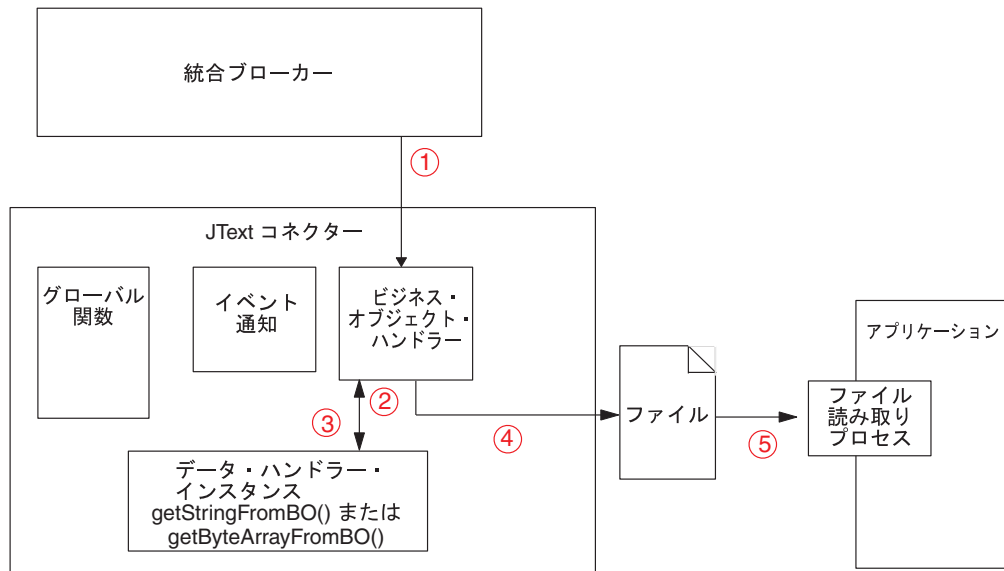 統合ブローカー
①
JText コネクター
グローバル
関数
イベント
通知
ビジネス・
オブジェクト・
ハンドラー
アプリケーション
ファイル
ファイル
読み取り
プロセス
②
③
④
⑤
データ・ハンドラー・
インスタンス
getStringFromBO() または
getByteArrayFromBO()